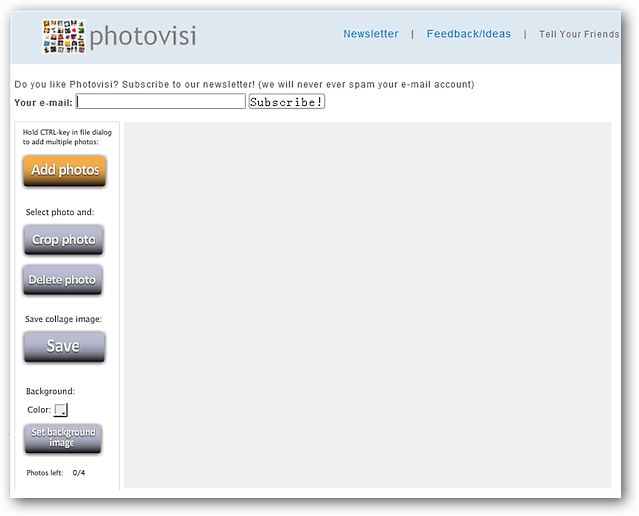 photovisi
Newsletter | Feedback/Ideas | Tell Your Friends
Do you like Photovisi? Subscribe to our newsletter! (we will never ever spam your e-mail account)
Your e-mail: Subscribe!
Hold CTRL-key in file dialog
to add multiple photos:
Add photos
Select photo and:
Crop photo
Delete photo
Save collage image:
Save
Background:
Color:
Set background
image
Photos left: 0/4